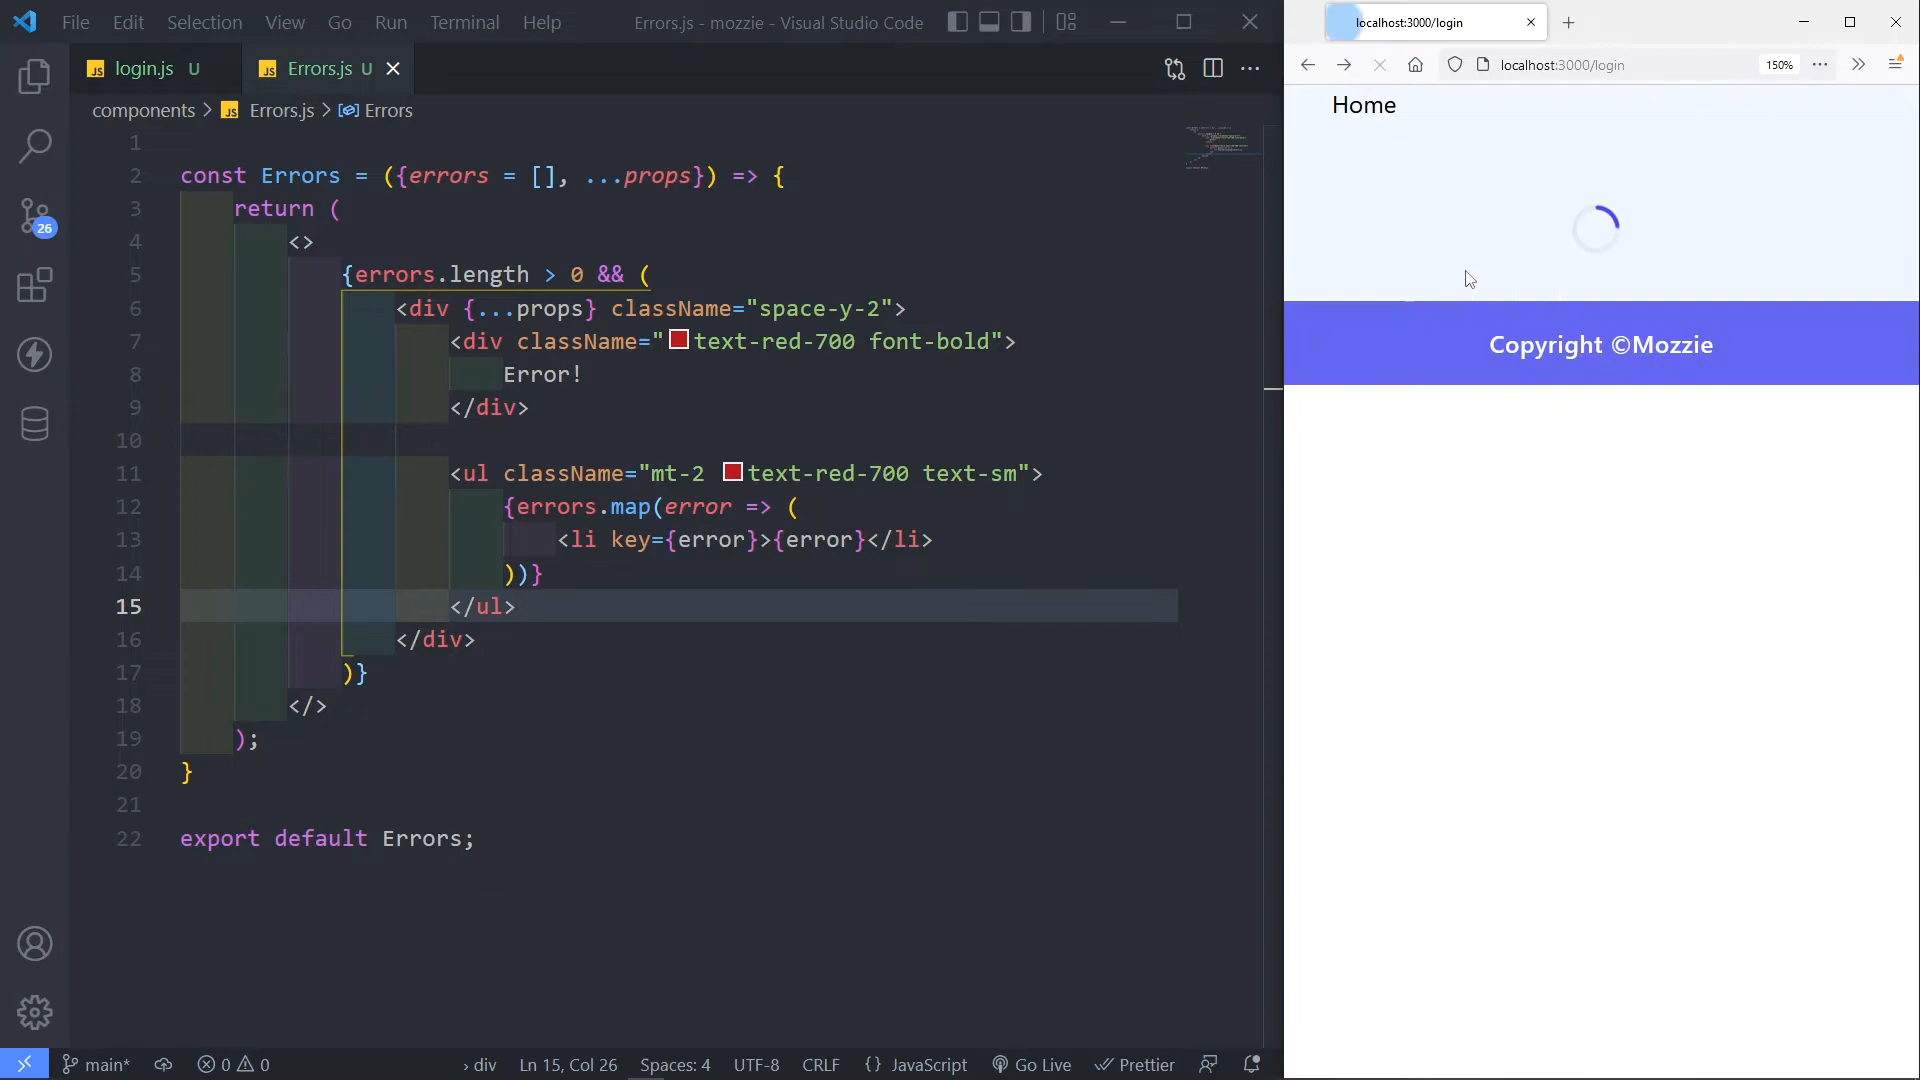 File Edit Selection View Go Run Terminal Help
Errors.js - mozzie - Visual Studio Code
JS login.js U
JS Errors.js U
components > JS Errors.js > Errors
1
2 const Errors = ({errors = [], ...props}) => {
3 return (
4 <>
5 {errors.length > 0 && (
6 <div {...props} className="space-y-2">
7 <div className="text-red-700 font-bold">
8 Error!
9 </div>
10
11 <ul className="mt-2 text-red-700 text-sm">
12 {errors.map(error => (
13 <li key={error}>{error}</li>
14 ))}
15 </ul>
16 </div>
17 )}
18 </>
19 );
20 }
21
22 export default Errors;
26
main* 0 0 › div Ln 15, Col 26 Spaces: 4 UTF-8 CRLF {} JavaScript Go Live Prettier
localhost:3000/login
localhost:3000/login 150%
Home
Copyright ©Mozzie